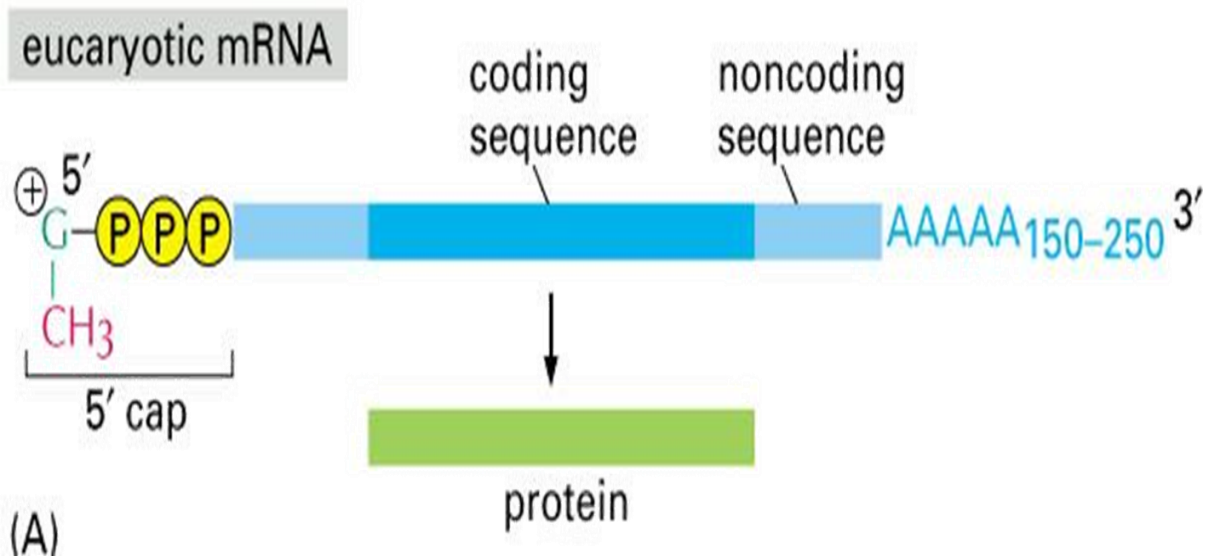 eucaryotic mRNA
coding
sequence
noncoding
sequence
+
5′
G
P P P
AAAAA150–250
3′
CH3
5′ cap
protein
(A)